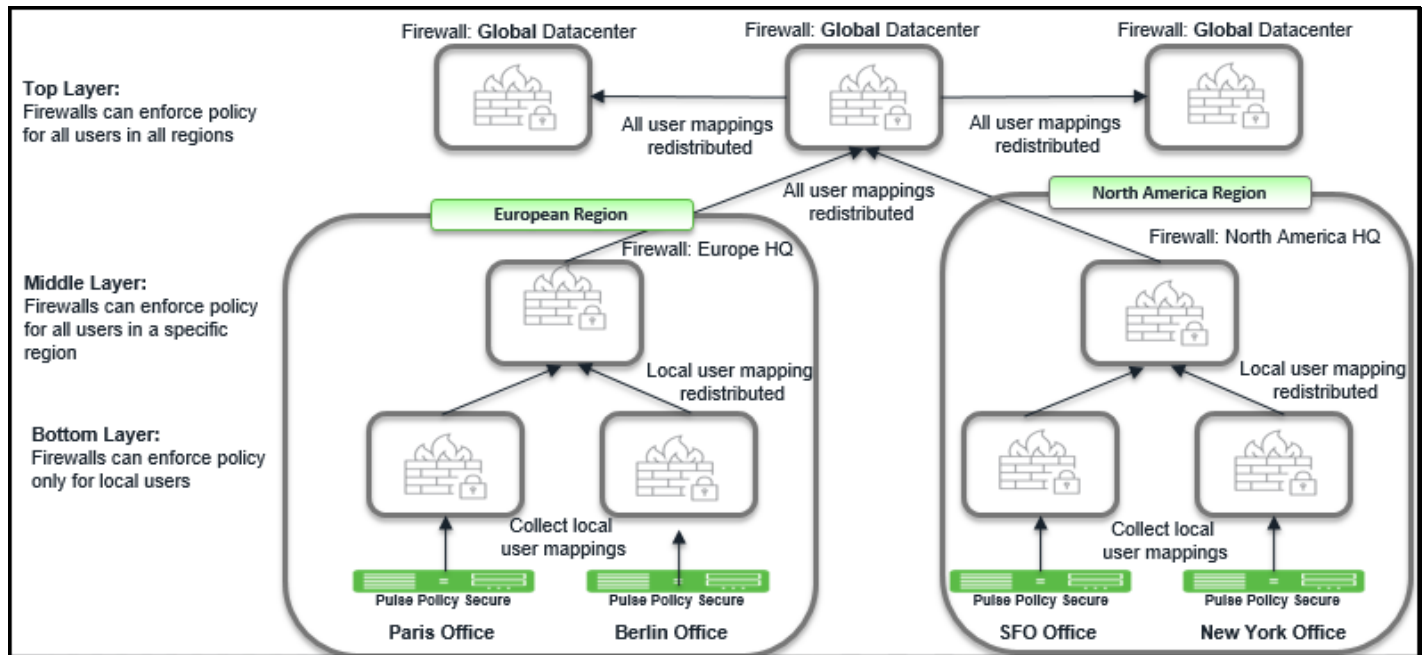 Firewall: Global Datacenter
Firewall: Global Datacenter
Firewall: Global Datacenter
Top Layer:
Firewalls can enforce policy
for all users in all regions
All user mappings
redistributed
All user mappings
redistributed
All user mappings
redistributed
European Region
North America Region
Firewall: Europe HQ
Firewall: North America HQ
Middle Layer:
Firewalls can enforce policy
for all users in a specific
region
Local user mapping
redistributed
Local user mapping
redistributed
Bottom Layer:
Firewalls can enforce policy
only for local users
Collect local
user mappings
Collect local
user mappings
Pulse Policy Secure
Pulse Policy Secure
Pulse Policy Secure
Pulse Policy Secure
Paris Office
Berlin Office
SFO Office
New York Office